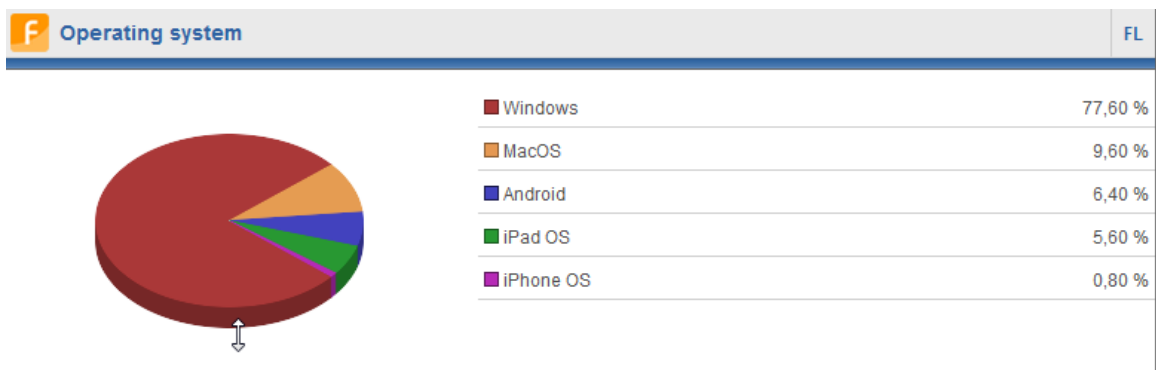 F Operating system FL
Windows 77,60 %
MacOS 9,60 %
Android 6,40 %
iPad OS 5,60 %
iPhone OS 0,80 %